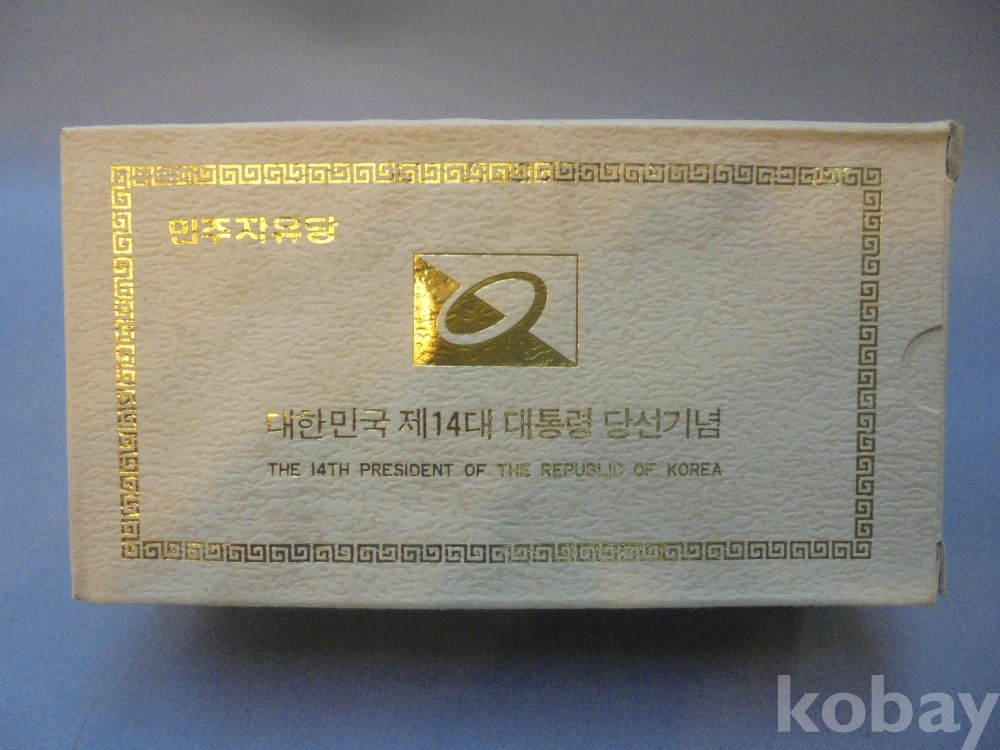 민주자유당
대한민국 제14대 대통령 당선기념
THE 14TH PRESIDENT OF THE REPUBLIC OF KOREA
kobay